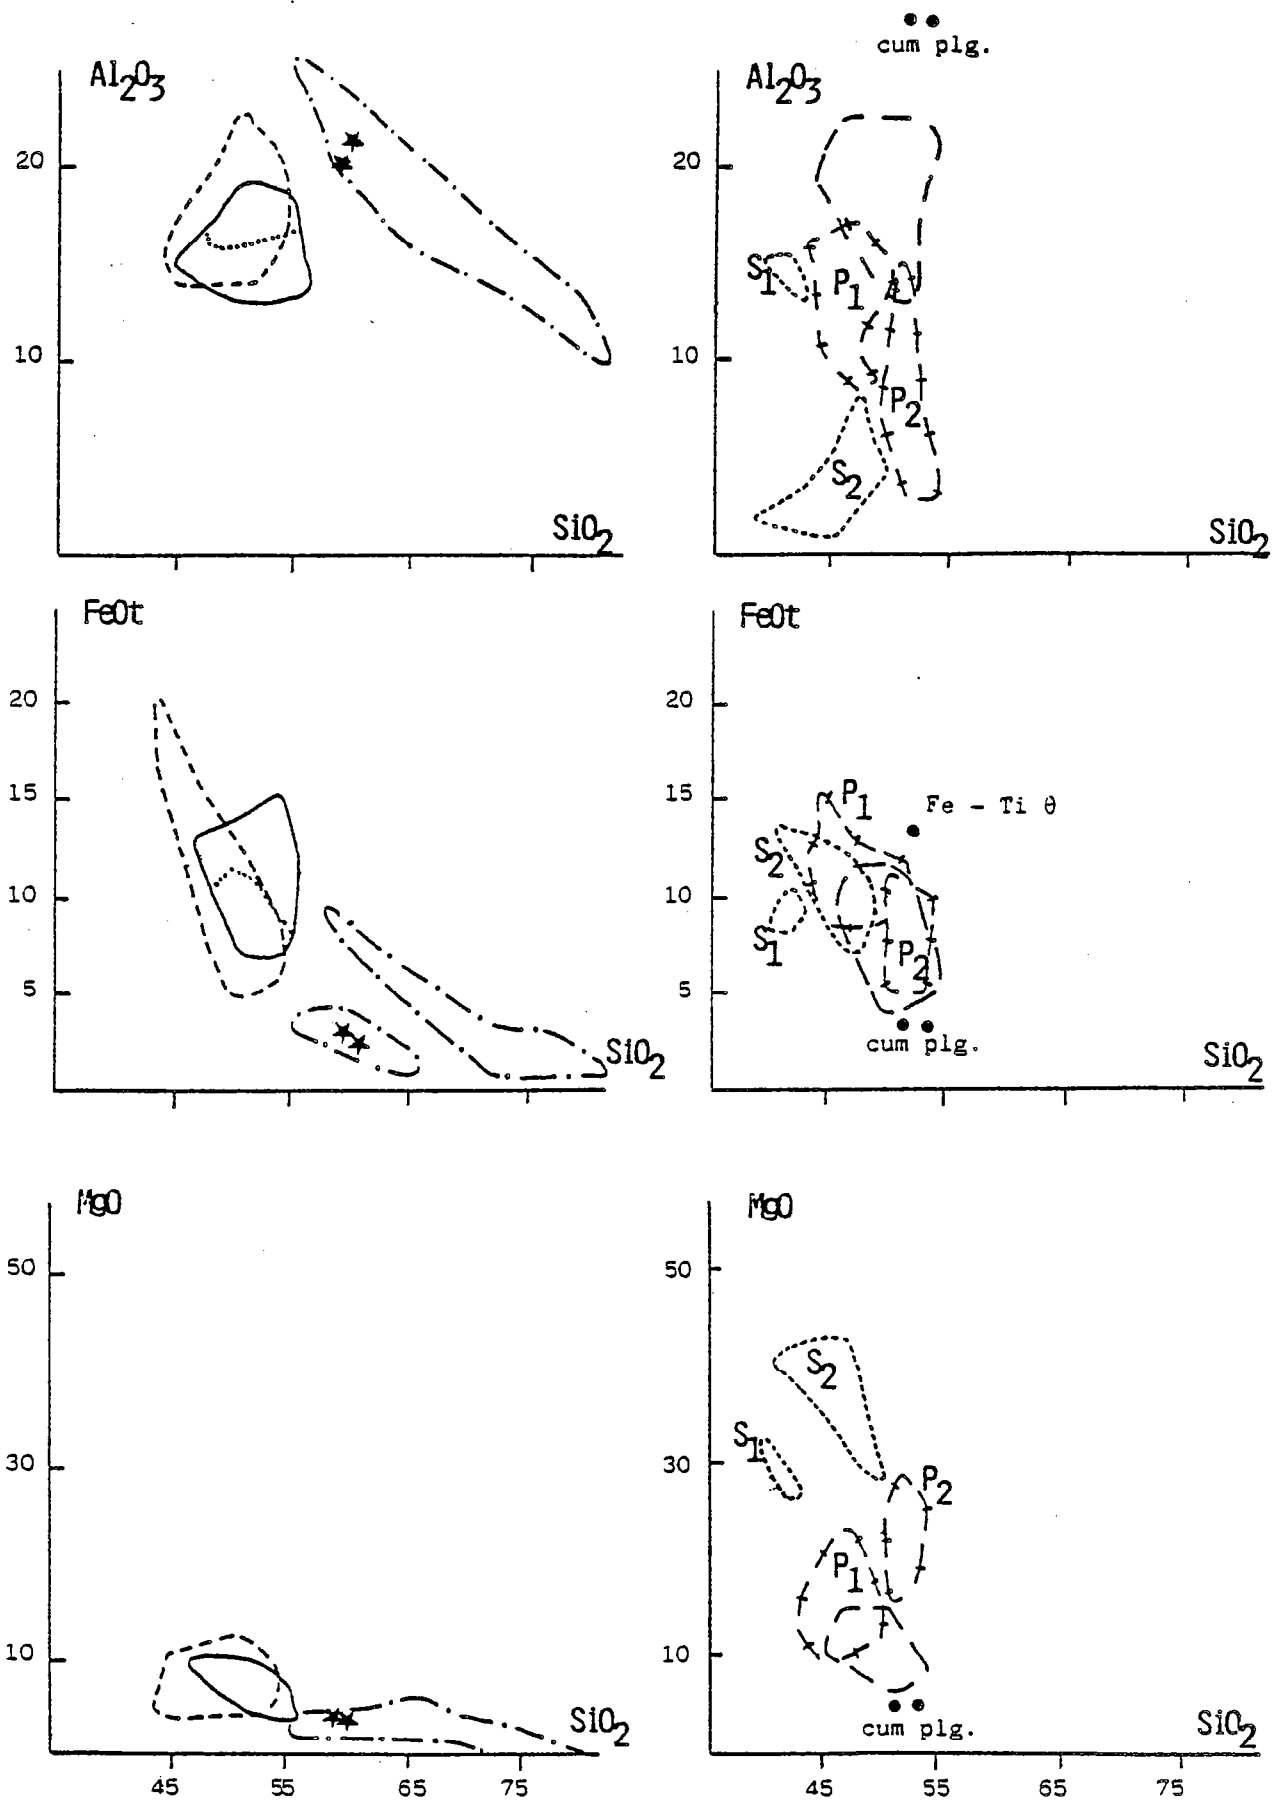 cum plg.
Al₂O₃
20
10
SiO₂
Al₂O₃
20
10
S₁
P₁
P₂
S₂
SiO₂
FeOt
20
15
10
5
SiO₂
FeOt
20
15
10
5
P₁
Fe - Ti θ
S₂
S₁
P₂
cum plg.
SiO₂
MgO
50
30
10
SiO₂
45 55 65 75
MgO
50
30
10
S₂
S₁
P₂
P₁
cum plg.
SiO₂
45 55 65 75